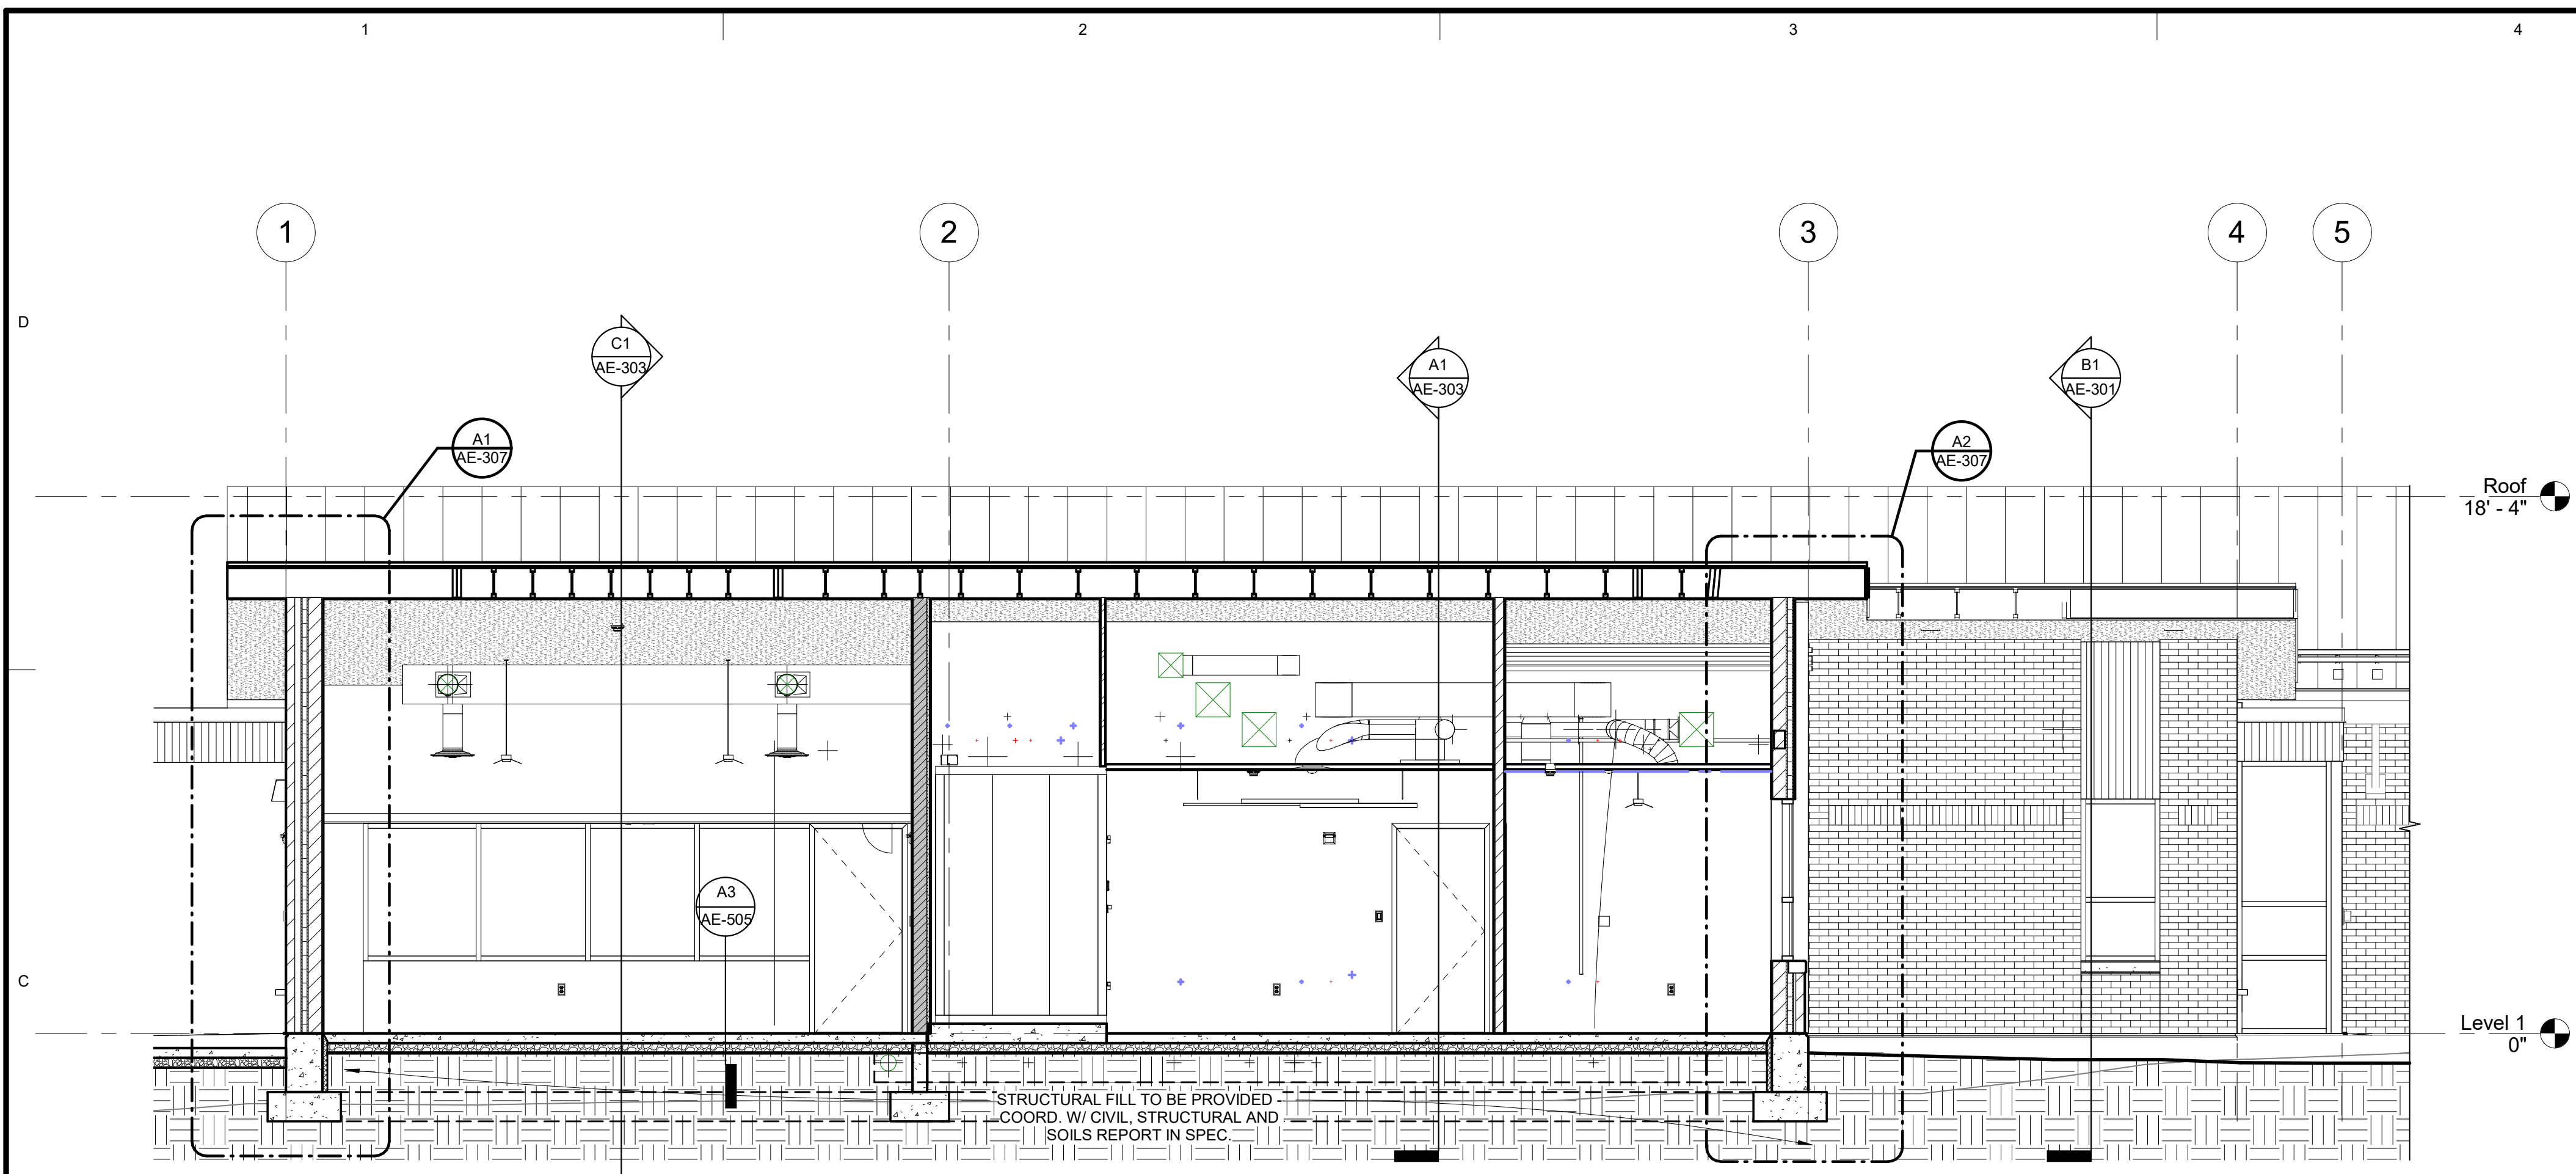 1
2
3
4
D
C
1
2
3
4
5
C1
AE-303
A1
AE-303
B1
AE-301
A1
AE-307
A2
AE-307
Roof
18' - 4"
A3
AE-505
Level 1
0"
STRUCTURAL FILL TO BE PROVIDED -
COORD. W/ CIVIL, STRUCTURAL AND
SOILS REPORT IN SPEC.